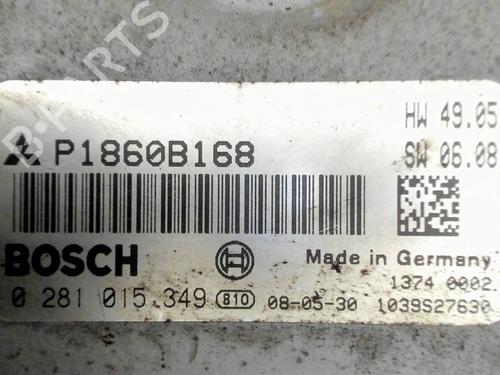 B-PARTS
HW 49.05
P1860B168
SW 06.08
BOSCH
Made in Germany
1374 0002
0 281 015 349 810 08-05-30 1039S27630